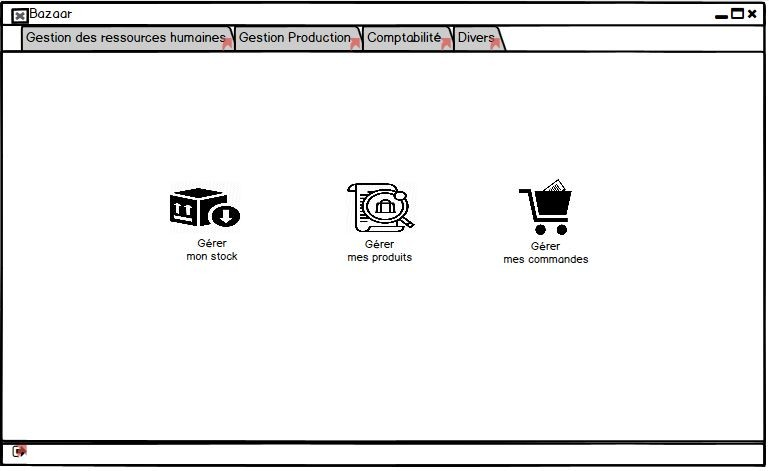 Bazaar
Gestion des ressources humaines
Gestion Production
Comptabilité
Divers
Gérer
mon stock
Gérer
mes produits
Gérer
mes commandes